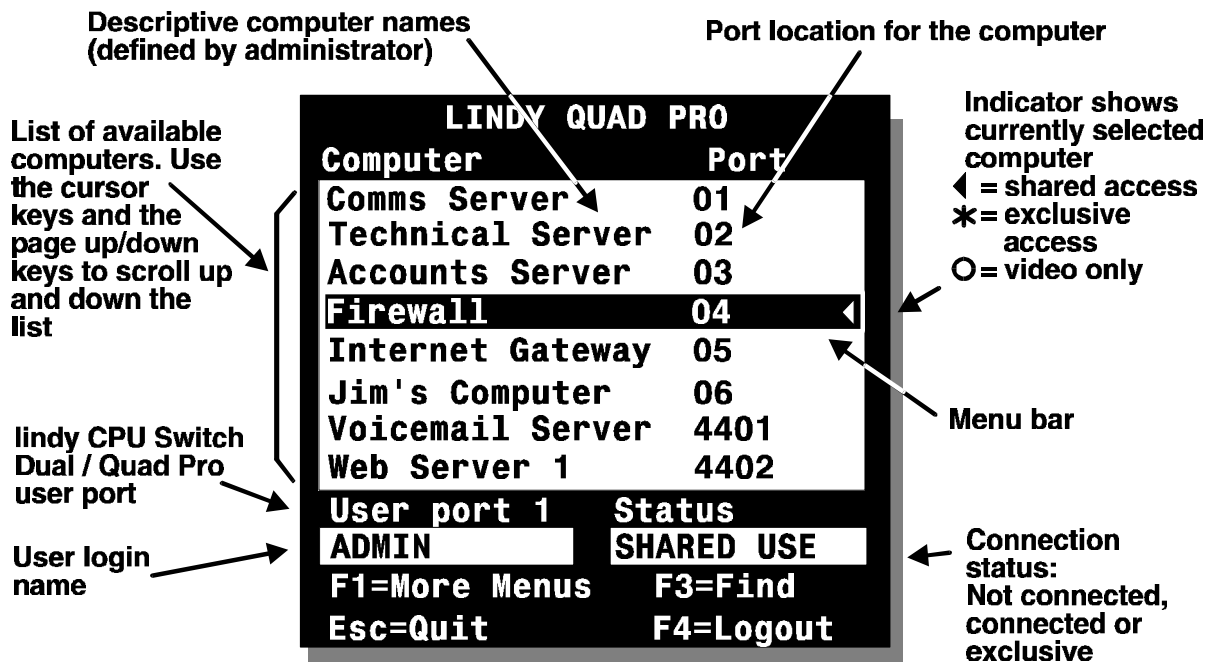 Descriptive computer names
(defined by administrator)
Port location for the computer
List of available
computers. Use
the cursor
keys and the
page up/down
keys to scroll up
and down the
list
lindy CPU Switch
Dual / Quad Pro
user port
User login
name
LINDY QUAD PRO
Computer Port
Comms Server 01
Technical Server 02
Accounts Server 03
Firewall 04
Internet Gateway 05
Jim's Computer 06
Voicemail Server 4401
Web Server 1 4402
User port 1 Status
ADMIN SHARED USE
F1=More Menus F3=Find
Esc=Quit F4=Logout
Indicator shows
currently selected
computer
◀ = shared access
* = exclusive
access
O = video only
Menu bar
Connection
status:
Not connected,
connected or
exclusive